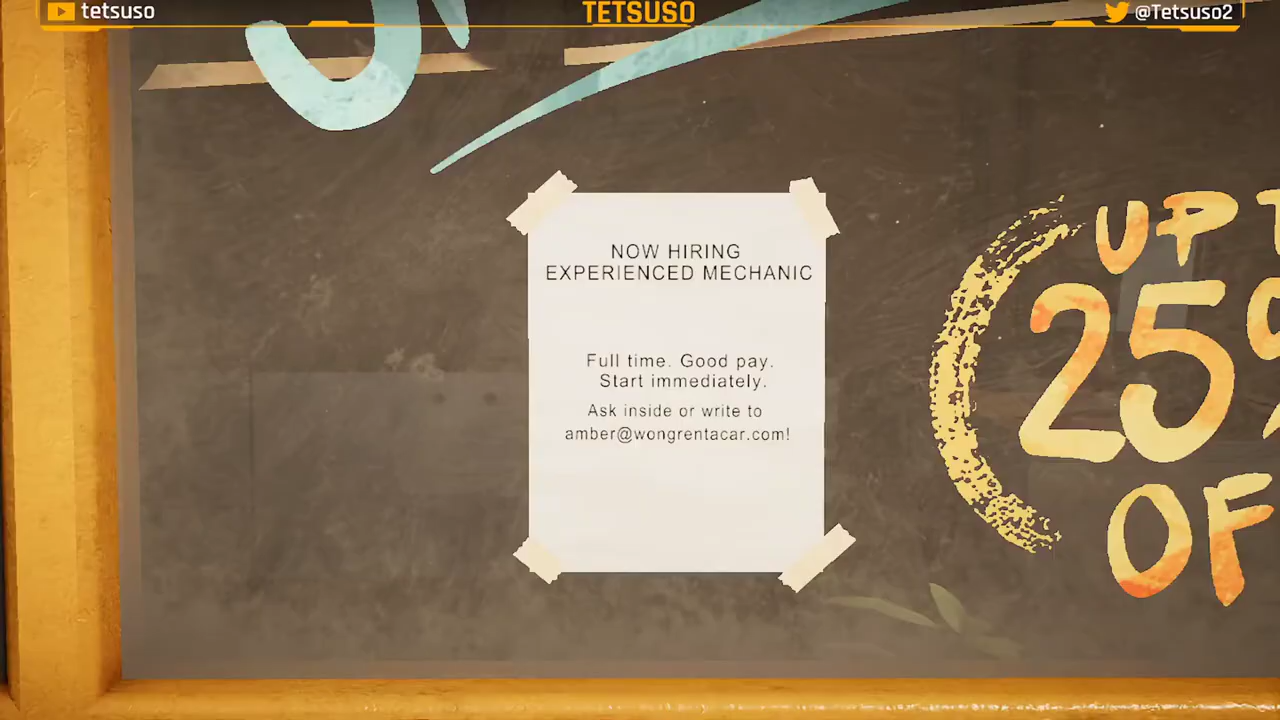 tetsuso
TETSUSO
@Tetsuso2
NOW HIRING
EXPERIENCED MECHANIC
Full time. Good pay.
Start immediately.
Ask inside or write to
amber@wongrentacar.com!
UP
25%
OF